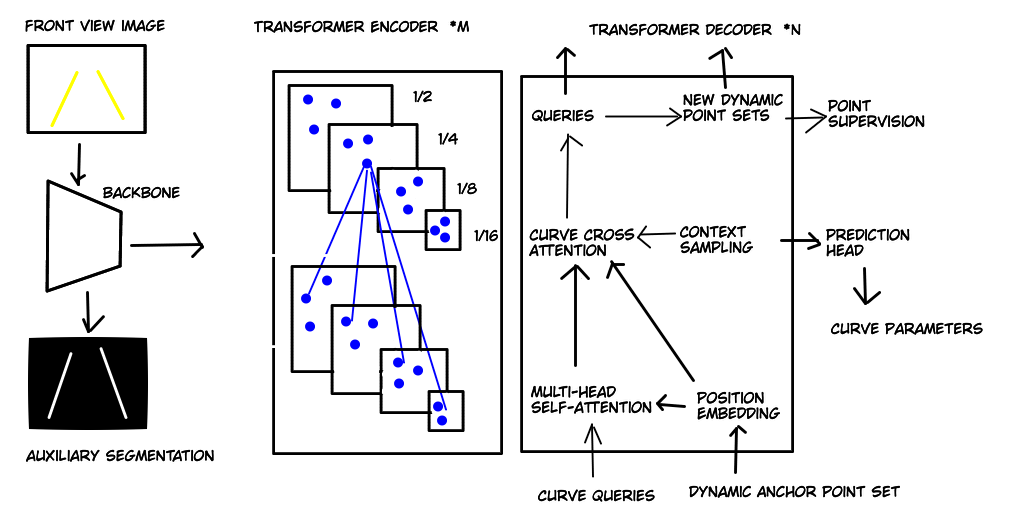 FRONT VIEW IMAGE
BACKBONE
AUXILIARY SEGMENTATION
TRANSFORMER ENCODER *M
1/2
1/4
1/8
1/16
TRANSFORMER DECODER *N
QUERIES
NEW DYNAMIC
POINT SETS
POINT
SUPERVISION
CURVE CROSS
ATTENTION
CONTEXT
SAMPLING
PREDICTION
HEAD
CURVE PARAMETERS
MULTI-HEAD
SELF-ATTENTION
POSITION
EMBEDDING
CURVE QUERIES
DYNAMIC ANCHOR POINT SET